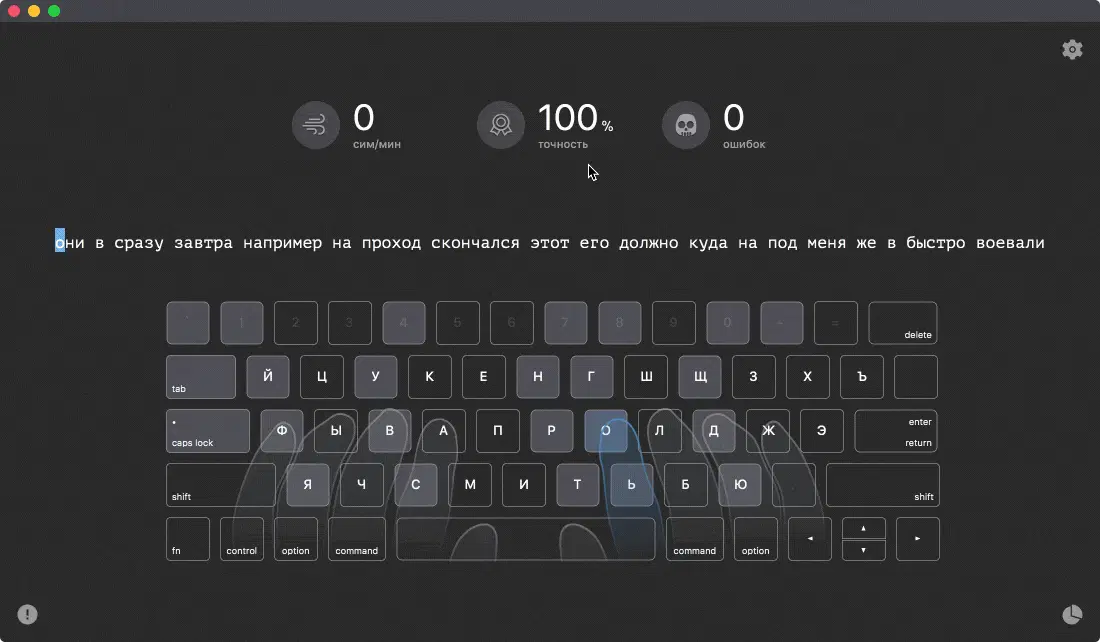 0 100 % 0
сим/мин точность ошибок
они в сразу завтра например на проход скончался этот его должно куда на под меня же в быстро воевали
1 2 3 4 5 6 7 8 9 0 - = delete
tab Й Ц У К Е Н Г Ш Щ З Х Ъ
caps lock Ф Ы В А П Р О Л Д Ж Э enter return
shift Я Ч С М И Т Ь Б Ю shift
fn control option command command option